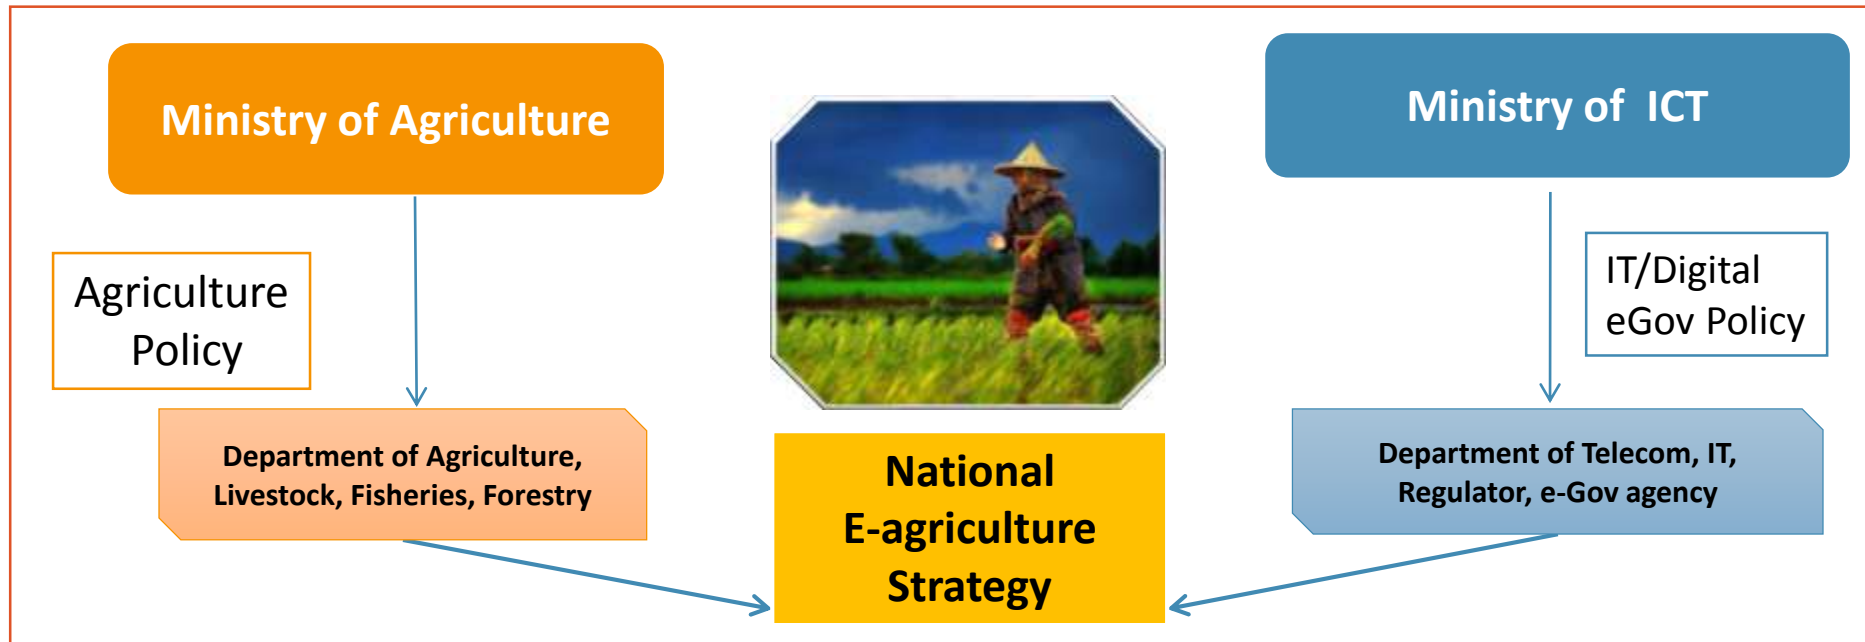 Ministry of Agriculture
Ministry of ICT
Agriculture
Policy
IT/Digital
eGov Policy
Department of Agriculture,
Livestock, Fisheries, Forestry
National
E-agriculture
Strategy
Department of Telecom, IT,
Regulator, e-Gov agency